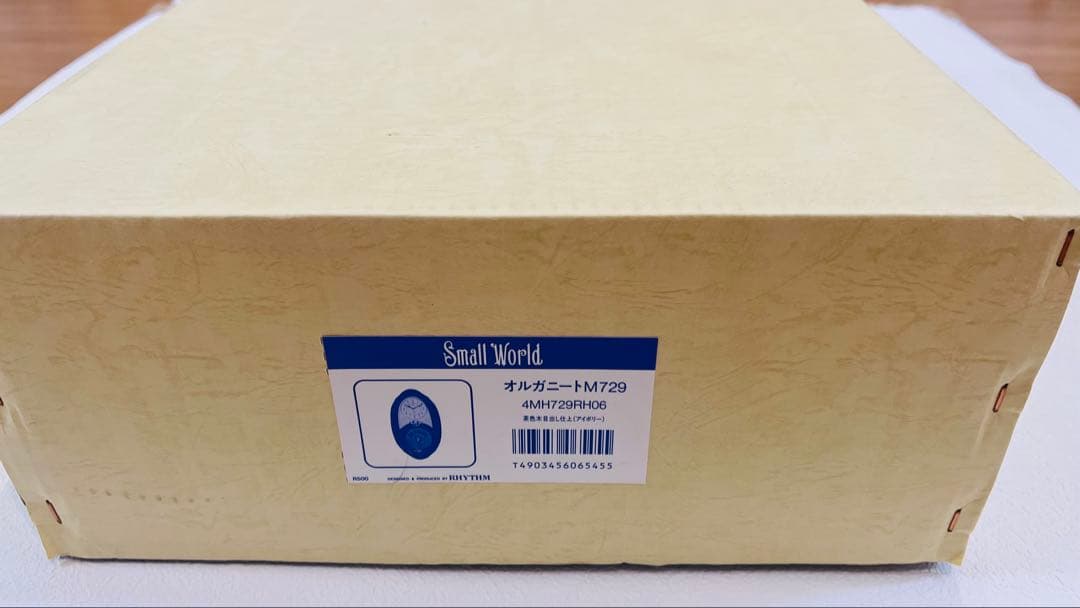 Small World
オルガニートM729
4MH729RH06
茶色木目出し仕上(アイボリー)
T4903456065455
R500 DESIGNED & PRODUCED BY RHYTHM